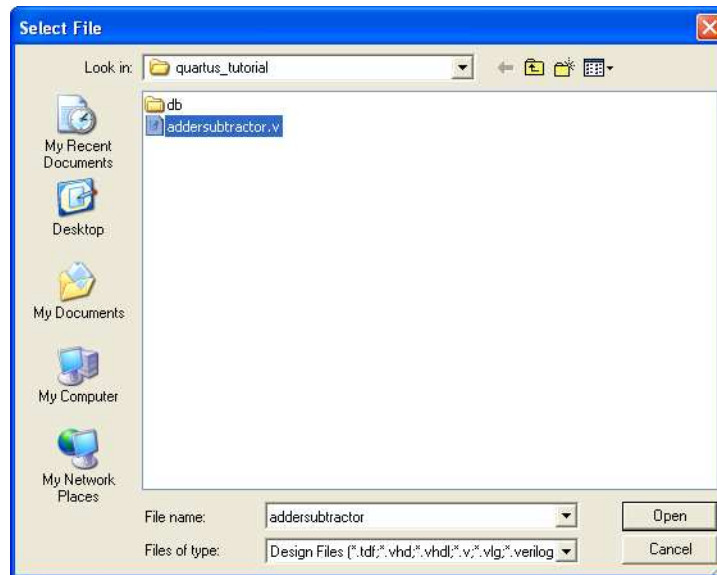 Select File
Look in:
quartus_tutorial
db
addersubtractor.v
My Recent
Documents
Desktop
My Documents
My Computer
My Network
Places
File name:
addersubtractor
Open
Files of type:
Design Files (*.tdf;*.vhd;*.vhdl;*.v;*.vlg;*.verilog
Cancel